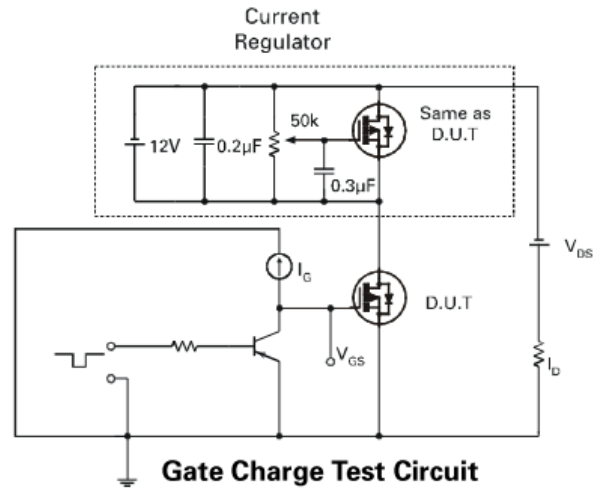 Current
Regulator
50k
Same as
D.U.T
12V
0.2µF
0.3µF
V_DS
I_G
D.U.T
V_GS
I_D
Gate Charge Test Circuit